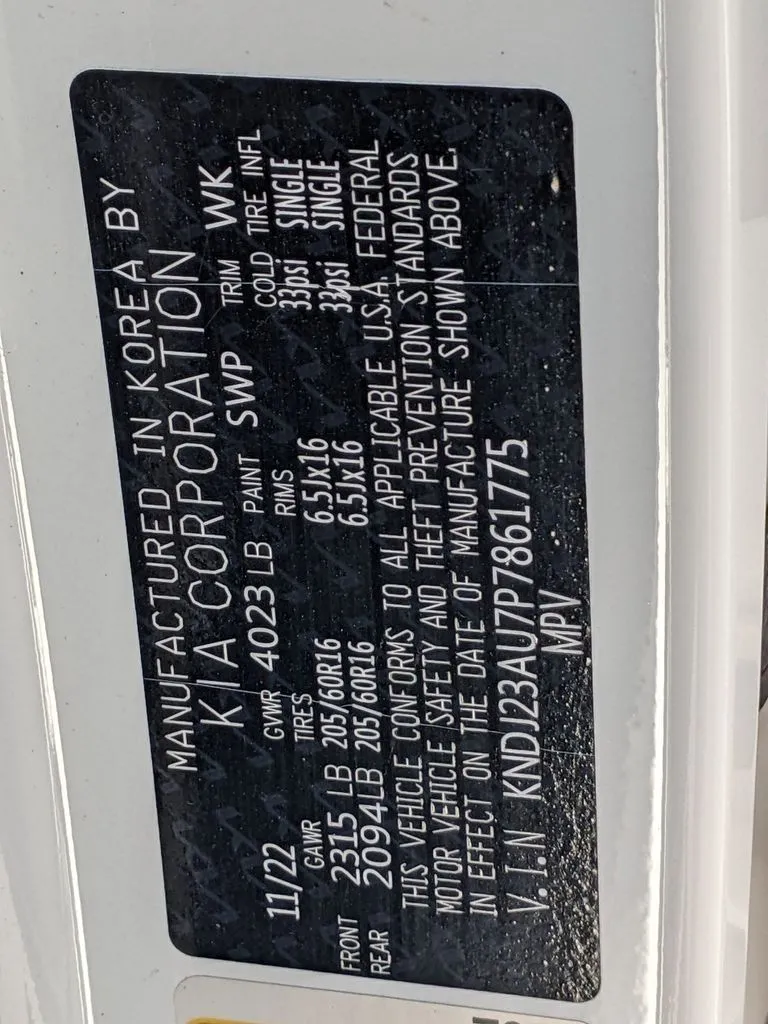 MANUFACTURED IN KOREA BY
KIA CORPORATION
11/22 GVWR 4023 LB PAINT SWP TRIM WK
GAWR TIRES RIMS COLD TIRE INFL
FRONT 2315 LB 205/60R16 6.5Jx16 33psi SINGLE
REAR 2094LB 205/60R16 6.5Jx16 33psi SINGLE
THIS VEHICLE CONFORMS TO ALL APPLICABLE U.S.A. FEDERAL
MOTOR VEHICLE SAFETY AND THEFT PREVENTION STANDARDS
IN EFFECT ON THE DATE OF MANUFACTURE SHOWN ABOVE.
V.I.N KNDJ23AU7P7861775
MPV